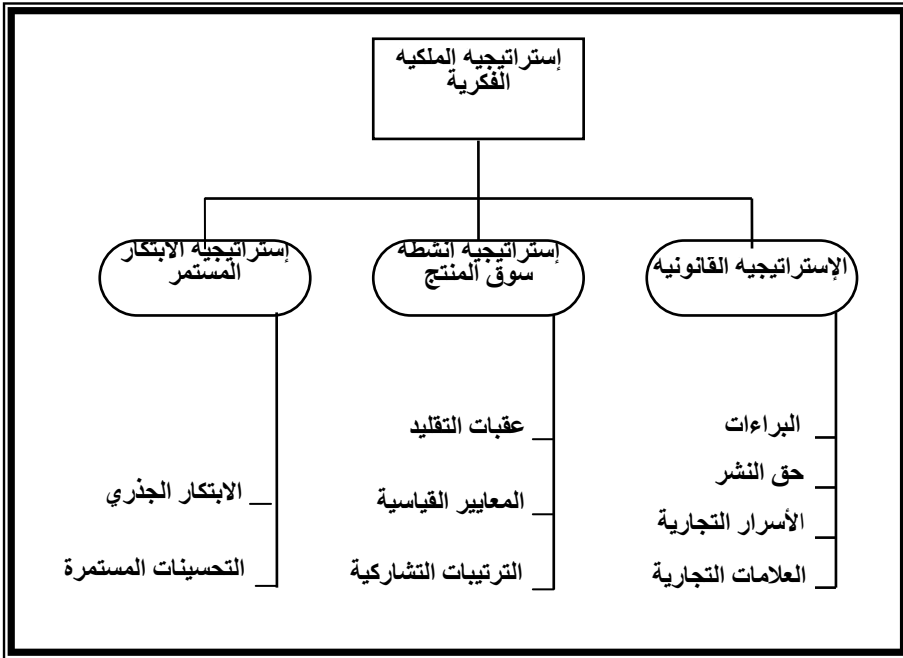 إستراتيجيه الملكيه
الفكرية
الإستراتيجيه القانونيه
إستراتيجيه انشطة
سوق المنتج
إستراتيجيه الابتكار
المستمر
البراءات
حق النشر
الأسرار التجارية
العلامات التجارية
عقبات التقليد
المعايير القياسية
الترتيبات التشاركية
الابتكار الجذري
التحسينات المستمرة